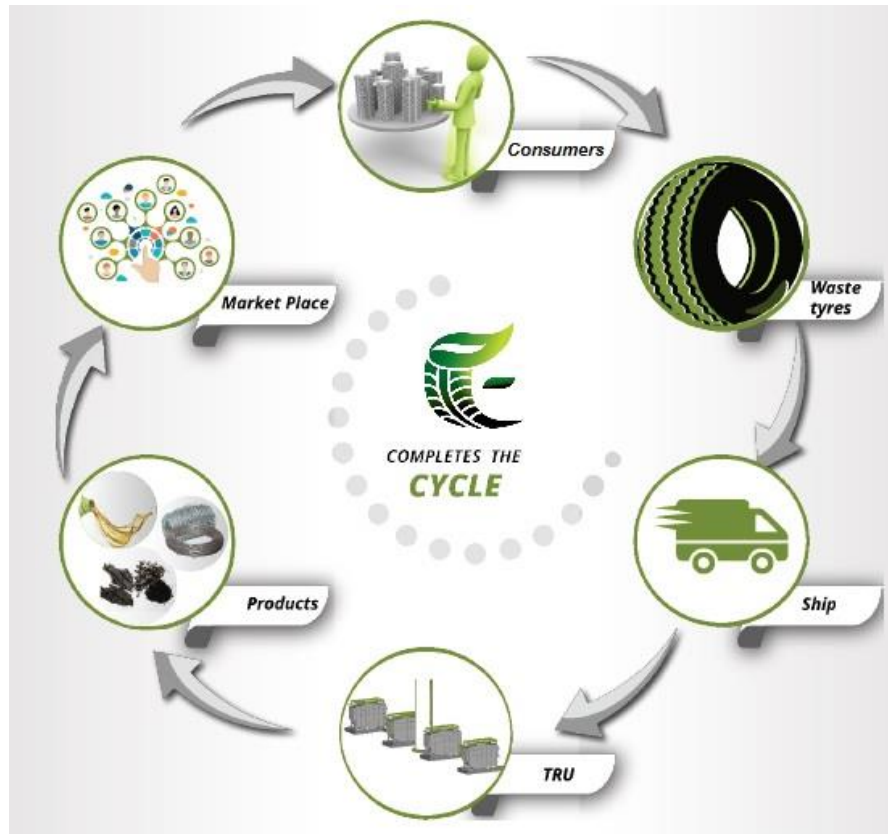 Consumers
Waste
tyres
Market Place
COMPLETES THE
CYCLE
Products
Ship
TRU